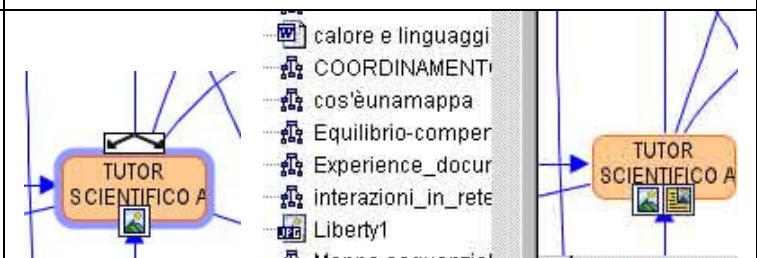 TUTOR
SCIENTIFICO A
calore e linguaggi
COORDINAMENT
cos'èunamappa
Equilibrio-comper
Experience_docur
interazioni_in_rete
Liberty1
TUTOR
SCIENTIFICO A